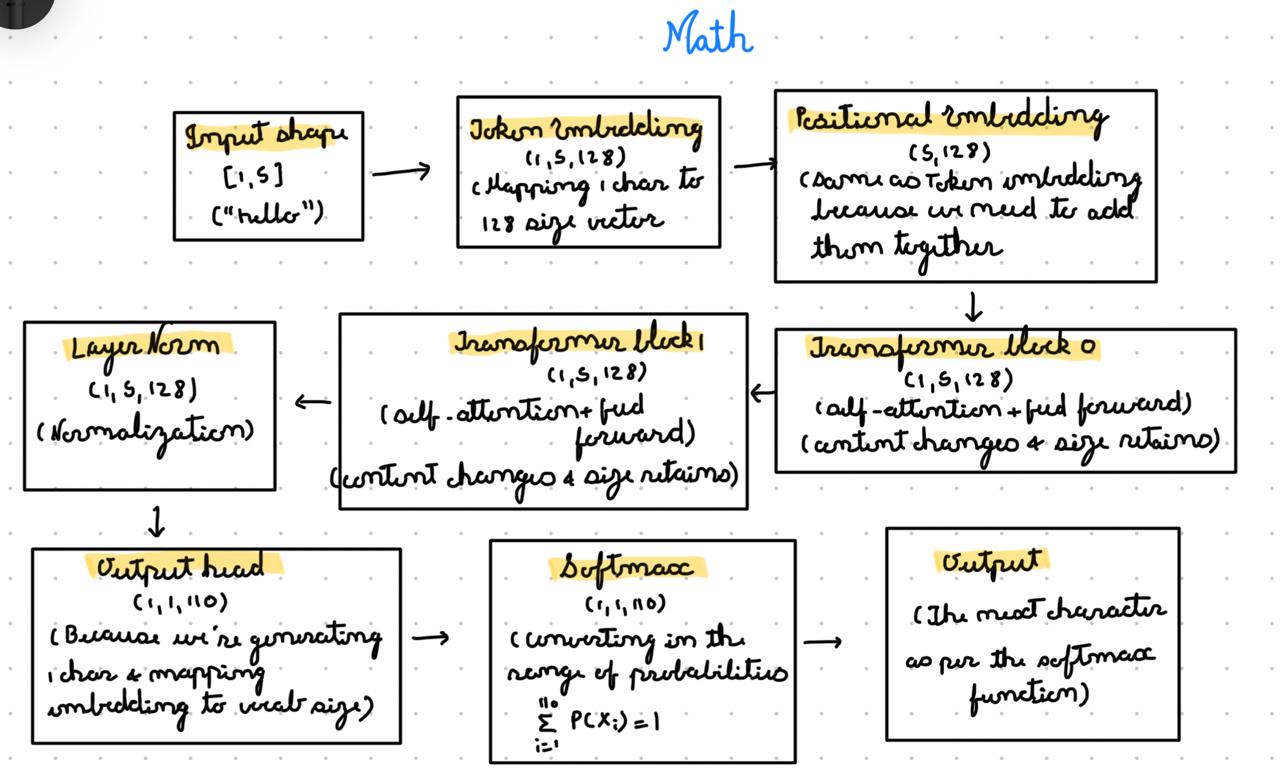 Math
Input shape
[1,5]
("hello")
Token Embedding
(1,5,128)
(Mapping 1 char to
128 size vector
Positional Embedding
(5,128)
(same as Token embedding
because we need to add
them together
Transformer block 0
(1,5,128)
(self-attention+feed forward)
(content changes & size retains)
Transformer block 1
(1,5,128)
(self-attention+feed
forward)
(content changes & size retains)
Layer Norm
(1,5,128)
(Normalization)
Output head
(1,1,110)
(Because we're generating
1 char & mapping
embedding to vocab size)
Softmax
(1,1,110)
(converting in the
range of probabilities
110
Σ P(Xi) = 1
i=1
Output
(The next character
as per the softmax
function)